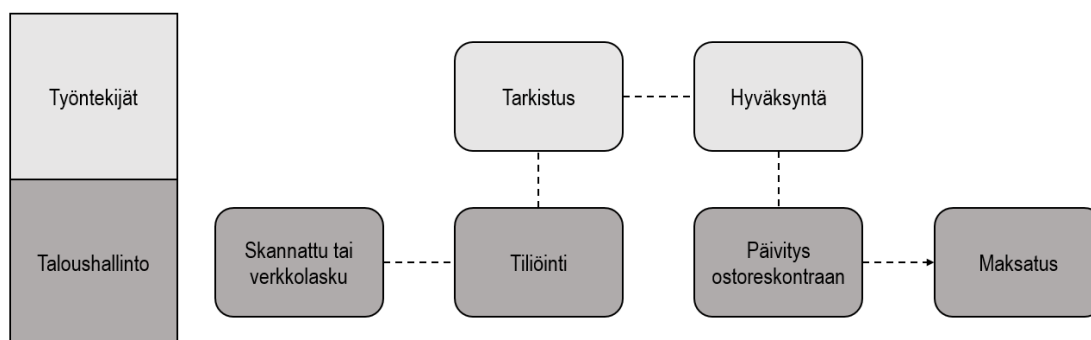 Työntekijät
Tarkistus
Hyväksyntä
Taloushallinto
Skannattu tai
verkkolasku
Tiliöinti
Päivitys
ostoreskontraan
Maksatus